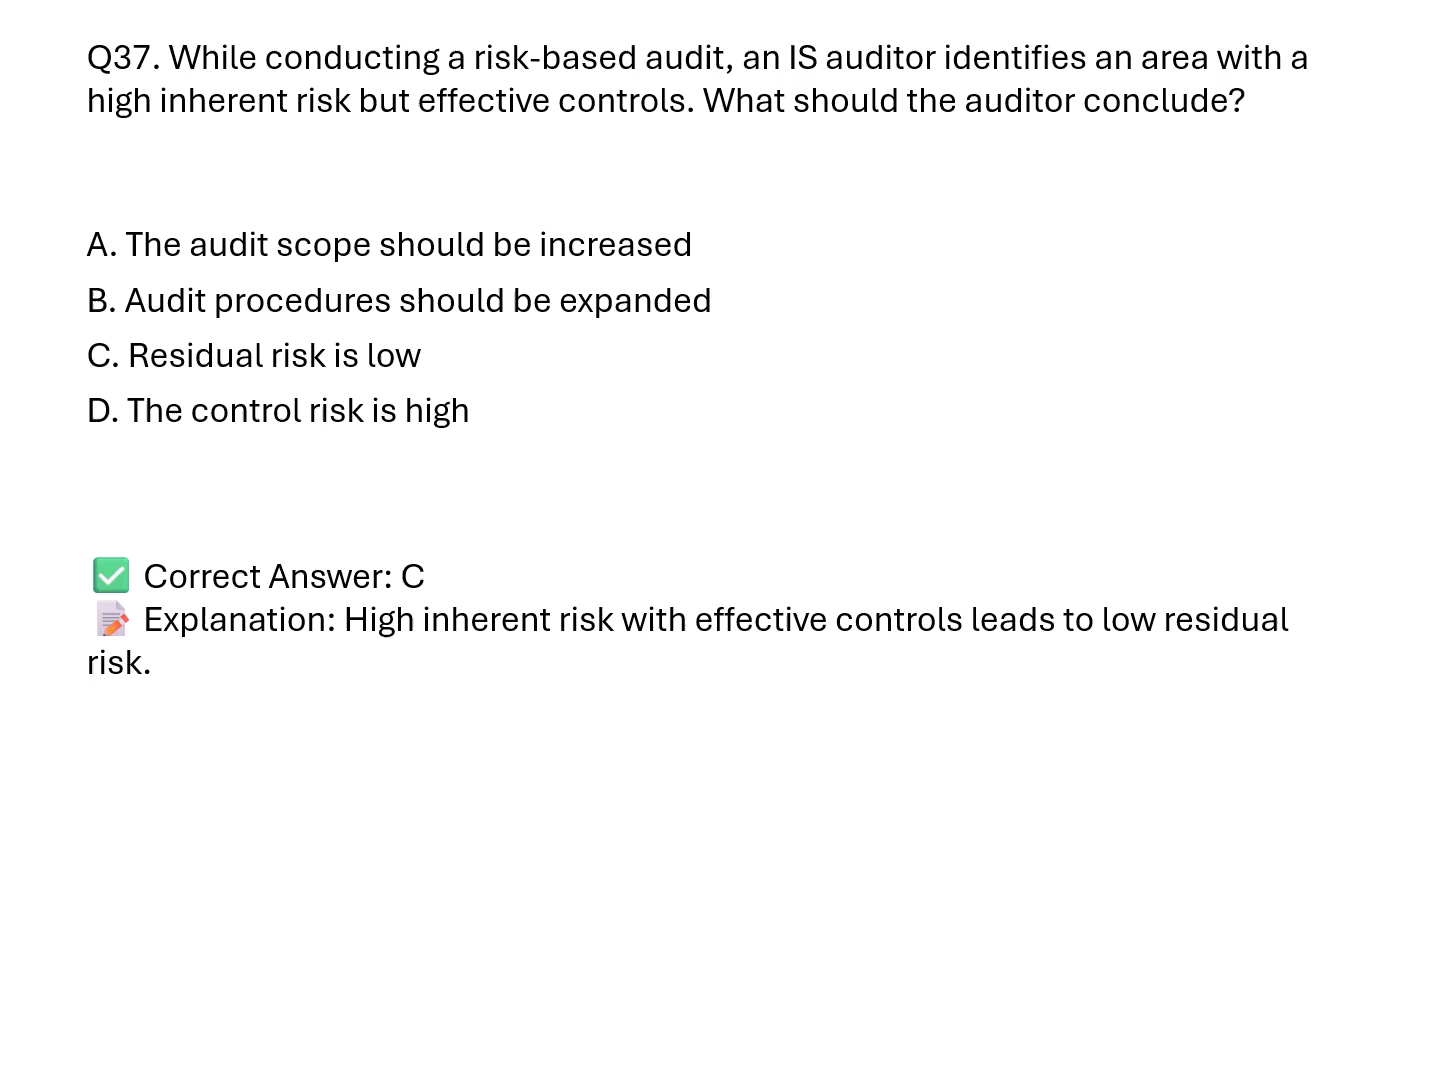 Q37. While conducting a risk-based audit, an IS auditor identifies an area with a
high inherent risk but effective controls. What should the auditor conclude?
A. The audit scope should be increased
B. Audit procedures should be expanded
C. Residual risk is low
D. The control risk is high
✅ Correct Answer: C
📝 Explanation: High inherent risk with effective controls leads to low residual
risk.